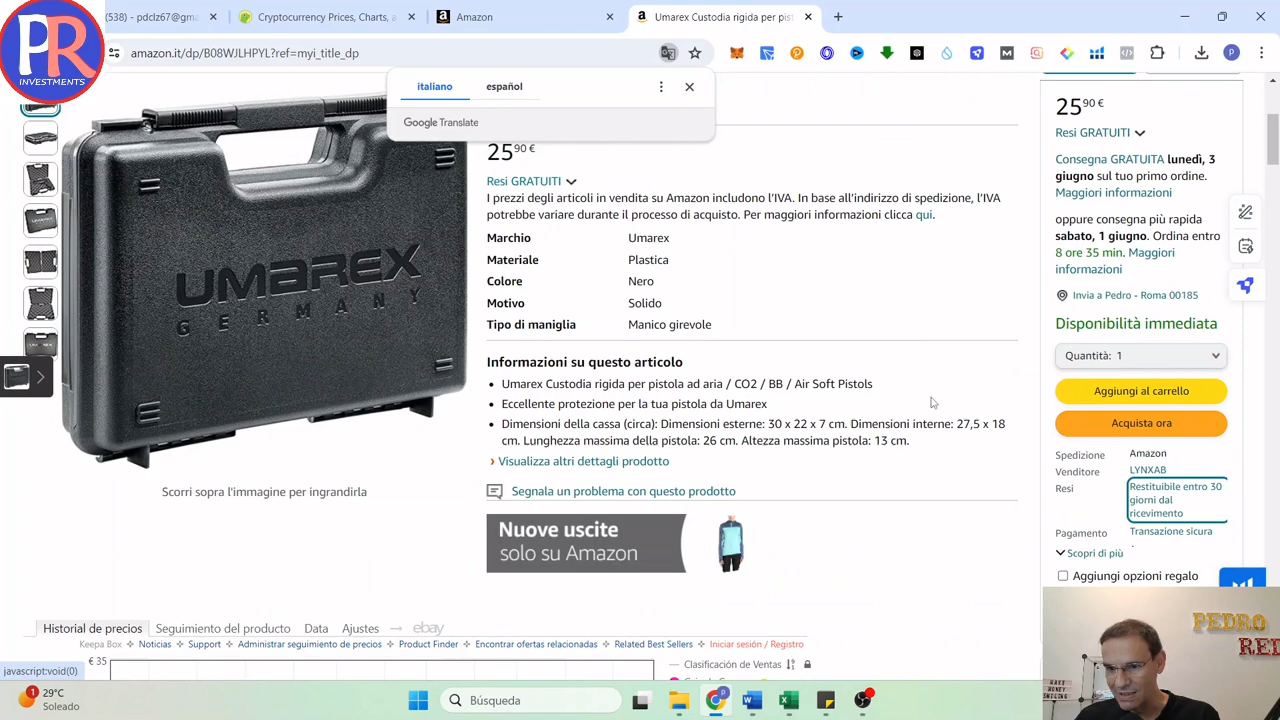 (538) - pdclz67@gma
Cryptocurrency Prices, Charts, a
Amazon
Umarex Custodia rigida per pisto
amazon.it/dp/B08WJLHPYL?ref=myi_title_dp
PR
INVESTMENTS
italiano
español
Google Translate
25,90 €
Resi GRATUITI
I prezzi degli articoli in vendita su Amazon includono l'IVA. In base all'indirizzo di spedizione, l'IVA
potrebbe variare durante il processo di acquisto. Per maggiori informazioni clicca qui.
Marchio Umarex
Materiale Plastica
Colore Nero
Motivo Solido
Tipo di maniglia Manico girevole
Informazioni su questo articolo
Umarex Custodia rigida per pistola ad aria / CO2 / BB / Air Soft Pistols
Eccellente protezione per la tua pistola da Umarex
Dimensioni della cassa (circa): Dimensioni esterne: 30 x 22 x 7 cm. Dimensioni interne: 27,5 x 18
cm. Lunghezza massima della pistola: 26 cm. Altezza massima pistola: 13 cm.
› Visualizza altri dettagli prodotto
Segnala un problema con questo prodotto
Nuove uscite
solo su Amazon
UMAREX
GERMANY
Scorri sopra l'immagine per ingrandirla
25,90 €
Resi GRATUITI
Consegna GRATUITA lunedì, 3
giugno sul tuo primo ordine.
Maggiori informazioni
oppure consegna più rapida
sabato, 1 giugno. Ordina entro
8 ore 35 min. Maggiori
informazioni
Invia a Pedro - Roma 00185
Disponibilità immediata
Quantità: 1
Aggiungi al carrello
Acquista ora
Spedizione Amazon
Venditore LYNXAB
Resi Restituibile entro 30
giorni dal
ricevimento
Pagamento Transazione sicura
Scopri di più
Aggiungi opzioni regalo
Historial de precios Seguimiento del producto Data Ajustes → ebay
Keepa Box Noticias Support Administrar seguimiento de precios Product Finder Encontrar ofertas relacionadas Related Best Sellers Iniciar sesión / Registro
€ 35
Clasificación de Ventas
javascript:void(0)
PEDRO
RED
MAKE
MONEY
SMILING
29°C
Soleado
Búsqueda